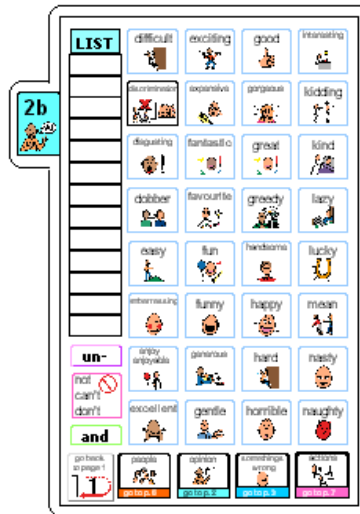 LIST
difficult exciting good interesting
2b
discrimination expensive gorgeous kidding
disgusting fantastic great kind
dobber favourite greedy lazy
easy fun handsome lucky
embarrassing funny happy mean
un-
enjoy
enjoyable
generous hard nasty
not
can't
don't
excellent gentle horrible naughty
and
go back
to page 1
people opinion something's
wrong
actions
1
go to p. 6 go to p. 2 go to p. 3 go to p. 7